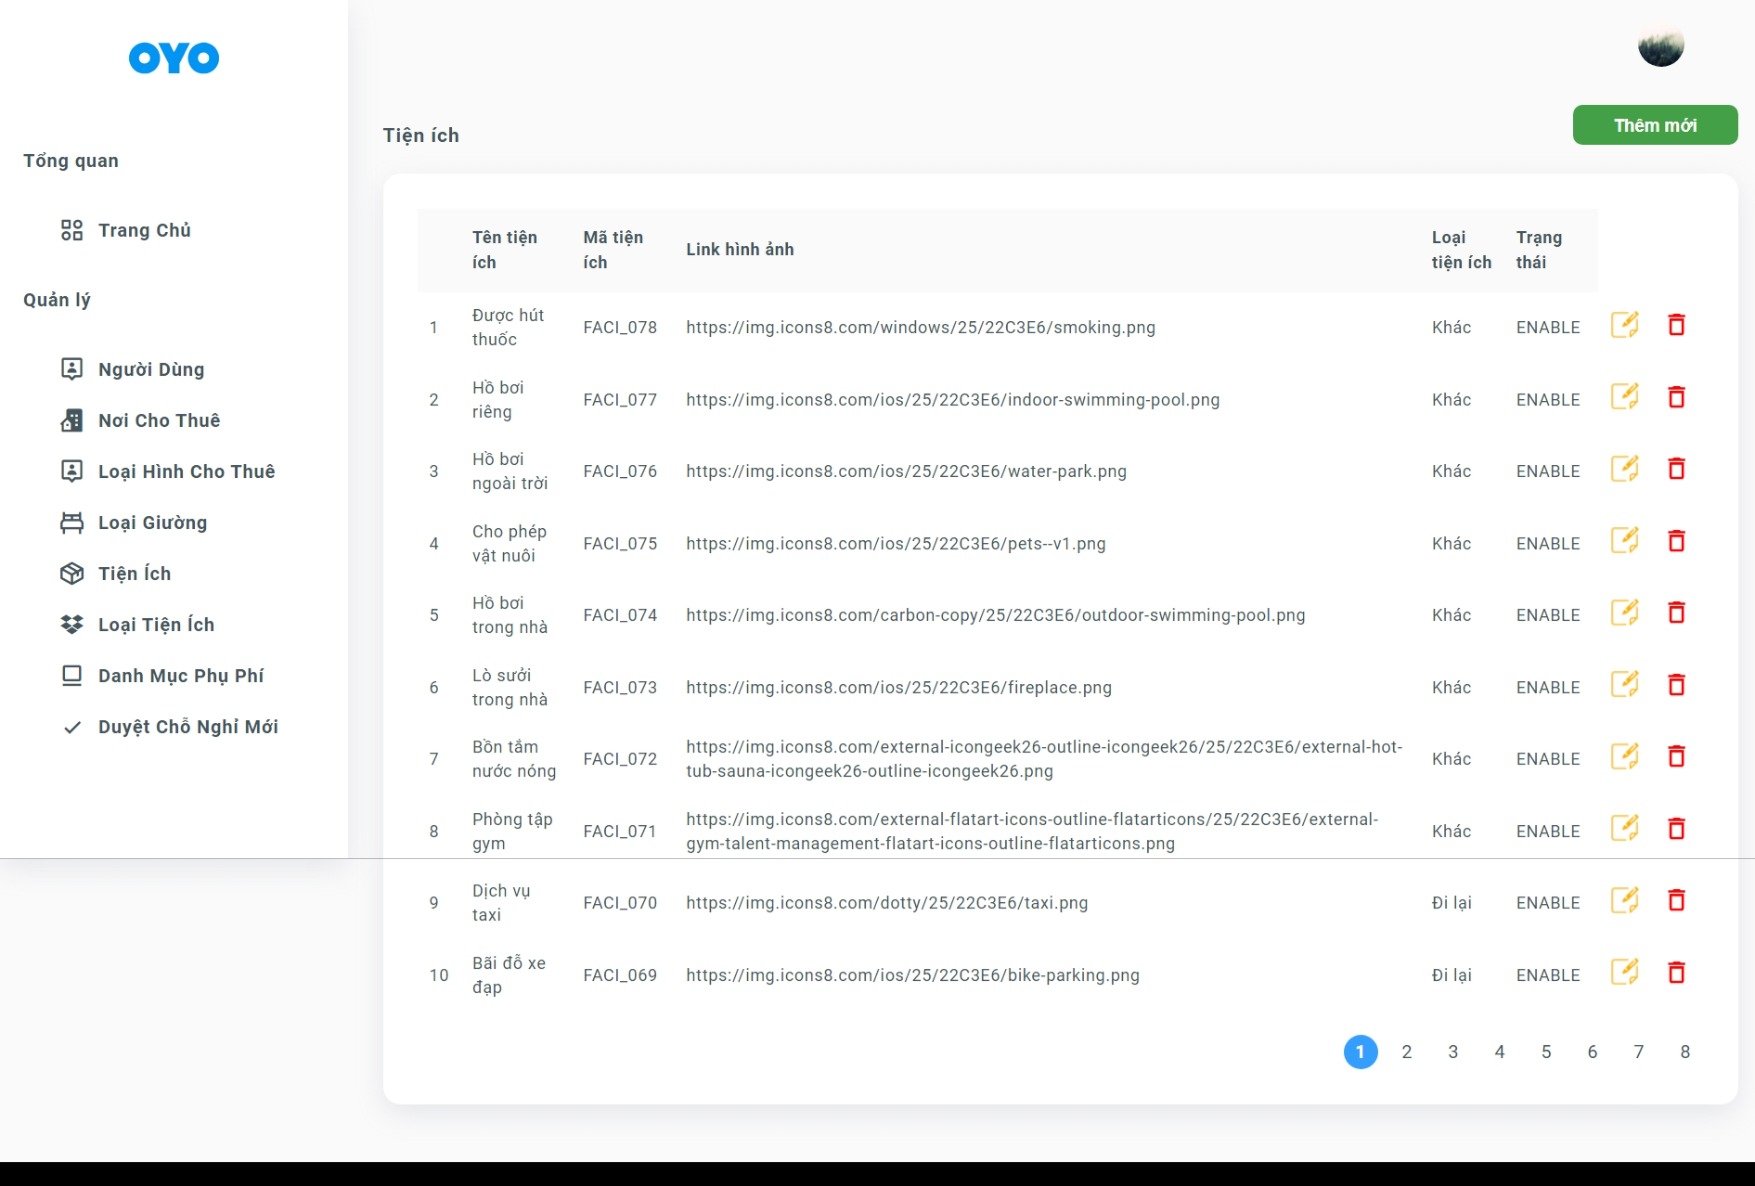 OYO
Tổng quan
Trang Chủ
Quản lý
Người Dùng
Nơi Cho Thuê
Loại Hình Cho Thuê
Loại Giường
Tiện Ích
Loại Tiện Ích
Danh Mục Phụ Phí
Duyệt Chỗ Nghỉ Mới
Tiện ích
Thêm mới
Tên tiện
ích
Mã tiện
ích
Link hình ảnh
Loại
tiện ích
Trạng
thái
1
Được hút
thuốc
FACI_078
https://img.icons8.com/windows/25/22C3E6/smoking.png
Khác
ENABLE
2
Hồ bơi
riêng
FACI_077
https://img.icons8.com/ios/25/22C3E6/indoor-swimming-pool.png
Khác
ENABLE
3
Hồ bơi
ngoài trời
FACI_076
https://img.icons8.com/ios/25/22C3E6/water-park.png
Khác
ENABLE
4
Cho phép
vật nuôi
FACI_075
https://img.icons8.com/ios/25/22C3E6/pets--v1.png
Khác
ENABLE
5
Hồ bơi
trong nhà
FACI_074
https://img.icons8.com/carbon-copy/25/22C3E6/outdoor-swimming-pool.png
Khác
ENABLE
6
Lò sưởi
trong nhà
FACI_073
https://img.icons8.com/ios/25/22C3E6/fireplace.png
Khác
ENABLE
7
Bồn tắm
nước nóng
FACI_072
https://img.icons8.com/external-icongeek26-outline-icongeek26/25/22C3E6/external-hot-
tub-sauna-icongeek26-outline-icongeek26.png
Khác
ENABLE
8
Phòng tập
gym
FACI_071
https://img.icons8.com/external-flatart-icons-outline-flatarticons/25/22C3E6/external-
gym-talent-management-flatart-icons-outline-flatarticons.png
Khác
ENABLE
9
Dịch vụ
taxi
FACI_070
https://img.icons8.com/dotty/25/22C3E6/taxi.png
Đi lại
ENABLE
10
Bãi đỗ xe
đạp
FACI_069
https://img.icons8.com/ios/25/22C3E6/bike-parking.png
Đi lại
ENABLE
1 2 3 4 5 6 7 8